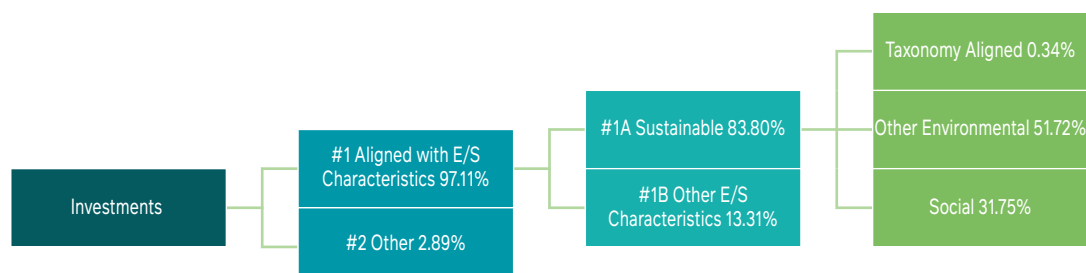 Investments
#1 Aligned with E/S
Characteristics 97.11%
#2 Other 2.89%
#1A Sustainable 83.80%
#1B Other E/S
Characteristics 13.31%
Taxonomy Aligned 0.34%
Other Environmental 51.72%
Social 31.75%